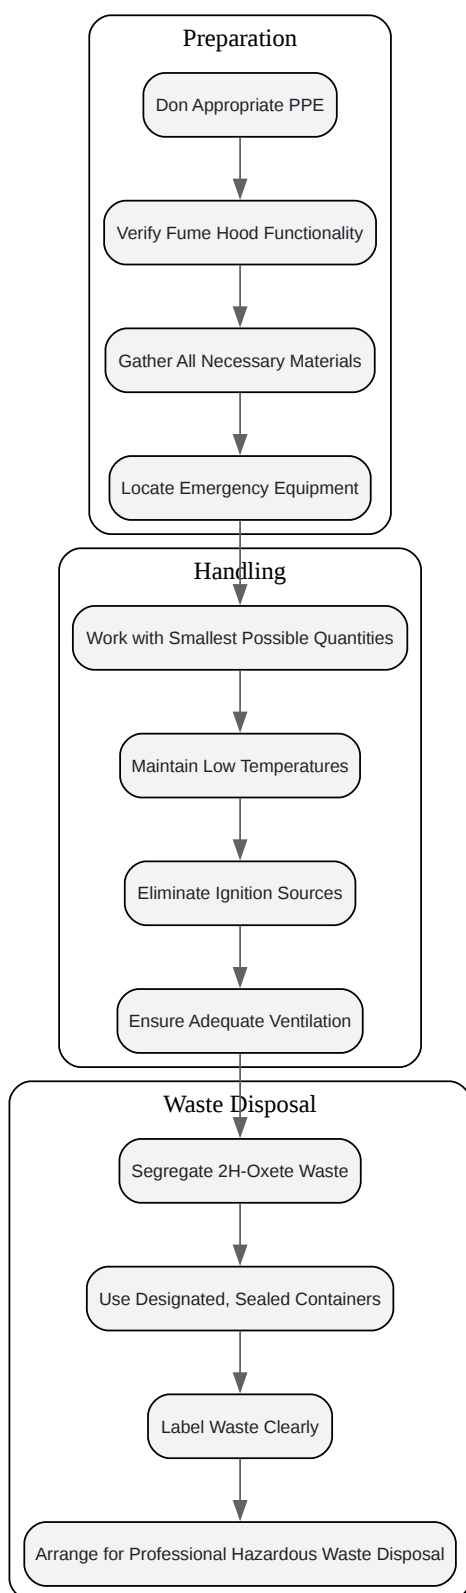 Preparation
Don Appropriate PPE
Verify Fume Hood Functionality
Gather All Necessary Materials
Locate Emergency Equipment
Handling
Work with Smallest Possible Quantities
Maintain Low Temperatures
Eliminate Ignition Sources
Ensure Adequate Ventilation
Waste Disposal
Segregate 2H-Oxete Waste
Use Designated, Sealed Containers
Label Waste Clearly
Arrange for Professional Hazardous Waste Disposal